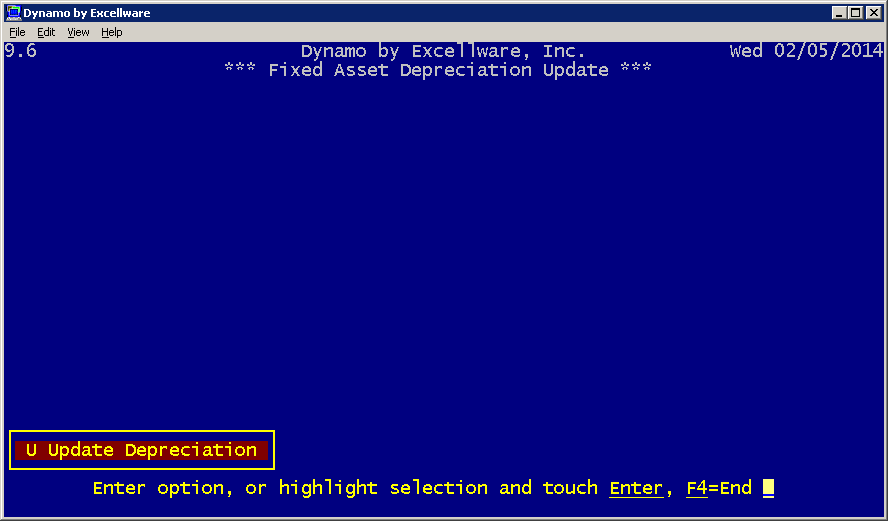 Dynamo by Excellware
File Edit View Help
9.6 Dynamo by Excellware, Inc. Wed 02/05/2014
*** Fixed Asset Depreciation Update ***
U Update Depreciation
Enter option, or highlight selection and touch Enter, F4=End